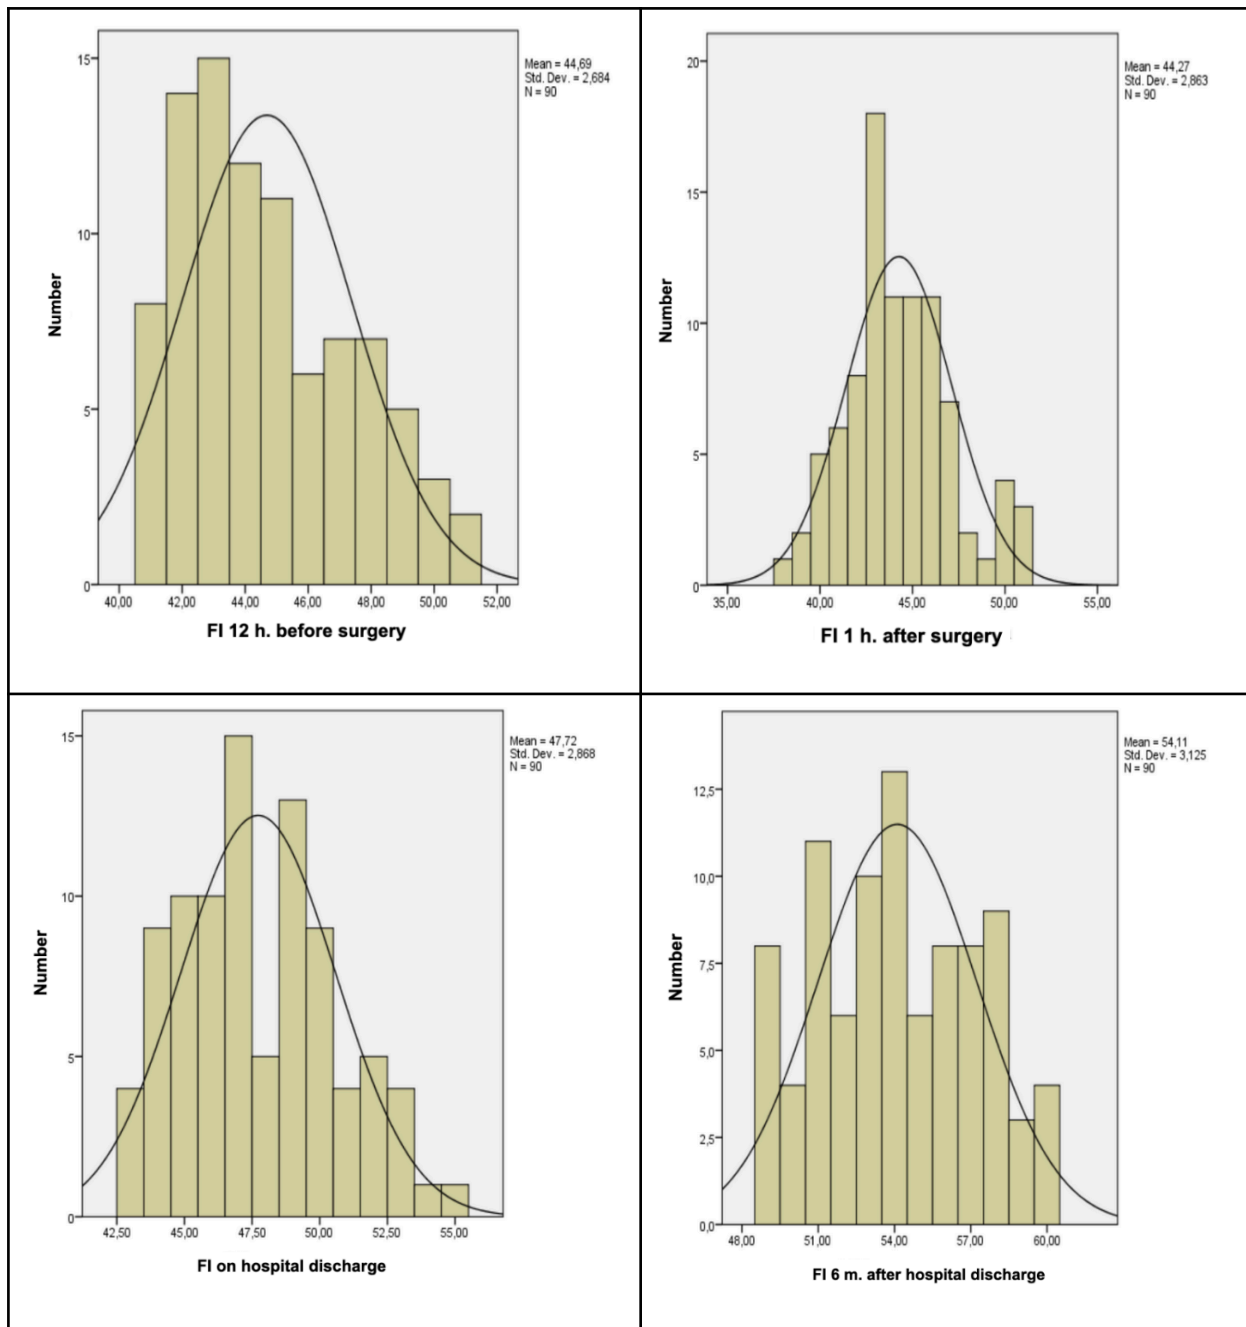 Mean = 44,69
Std. Dev. = 2,684
N = 90
15
10
5
0
Number
40,00 42,00 44,00 46,00 48,00 50,00 52,00
FI 12 h. before surgery
Mean = 44,27
Std. Dev. = 2,863
N = 90
20
15
10
5
0
Number
35,00 40,00 45,00 50,00 55,00
FI 1 h. after surgery
Mean = 47,72
Std. Dev. = 2,868
N = 90
15
10
5
0
Number
42,50 45,00 47,50 50,00 52,50 55,00
FI on hospital discharge
Mean = 54,11
Std. Dev. = 3,125
N = 90
12,5
10,0
7,5
5,0
2,5
0,0
Number
48,00 51,00 54,00 57,00 60,00
FI 6 m. after hospital discharge